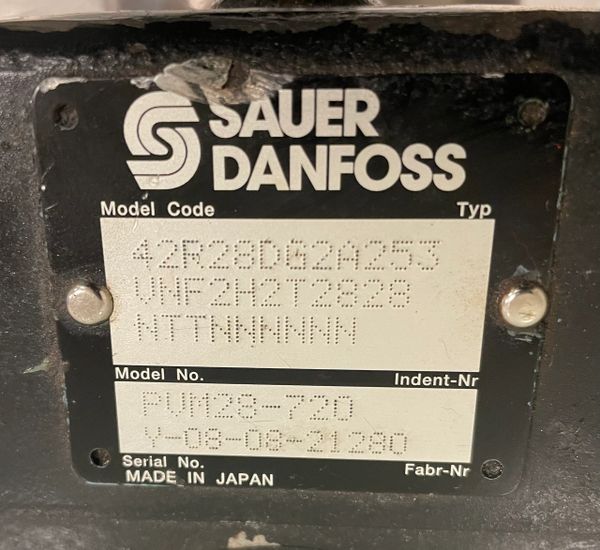 SAUER
DANFOSS
Model Code Typ
42R28DG2A253
VNF2H2T2828
NTTNNNNNNN
Model No. Indent-Nr
PVM28-720
Y-08-08-21280
Serial No. Fabr-Nr
MADE IN JAPAN